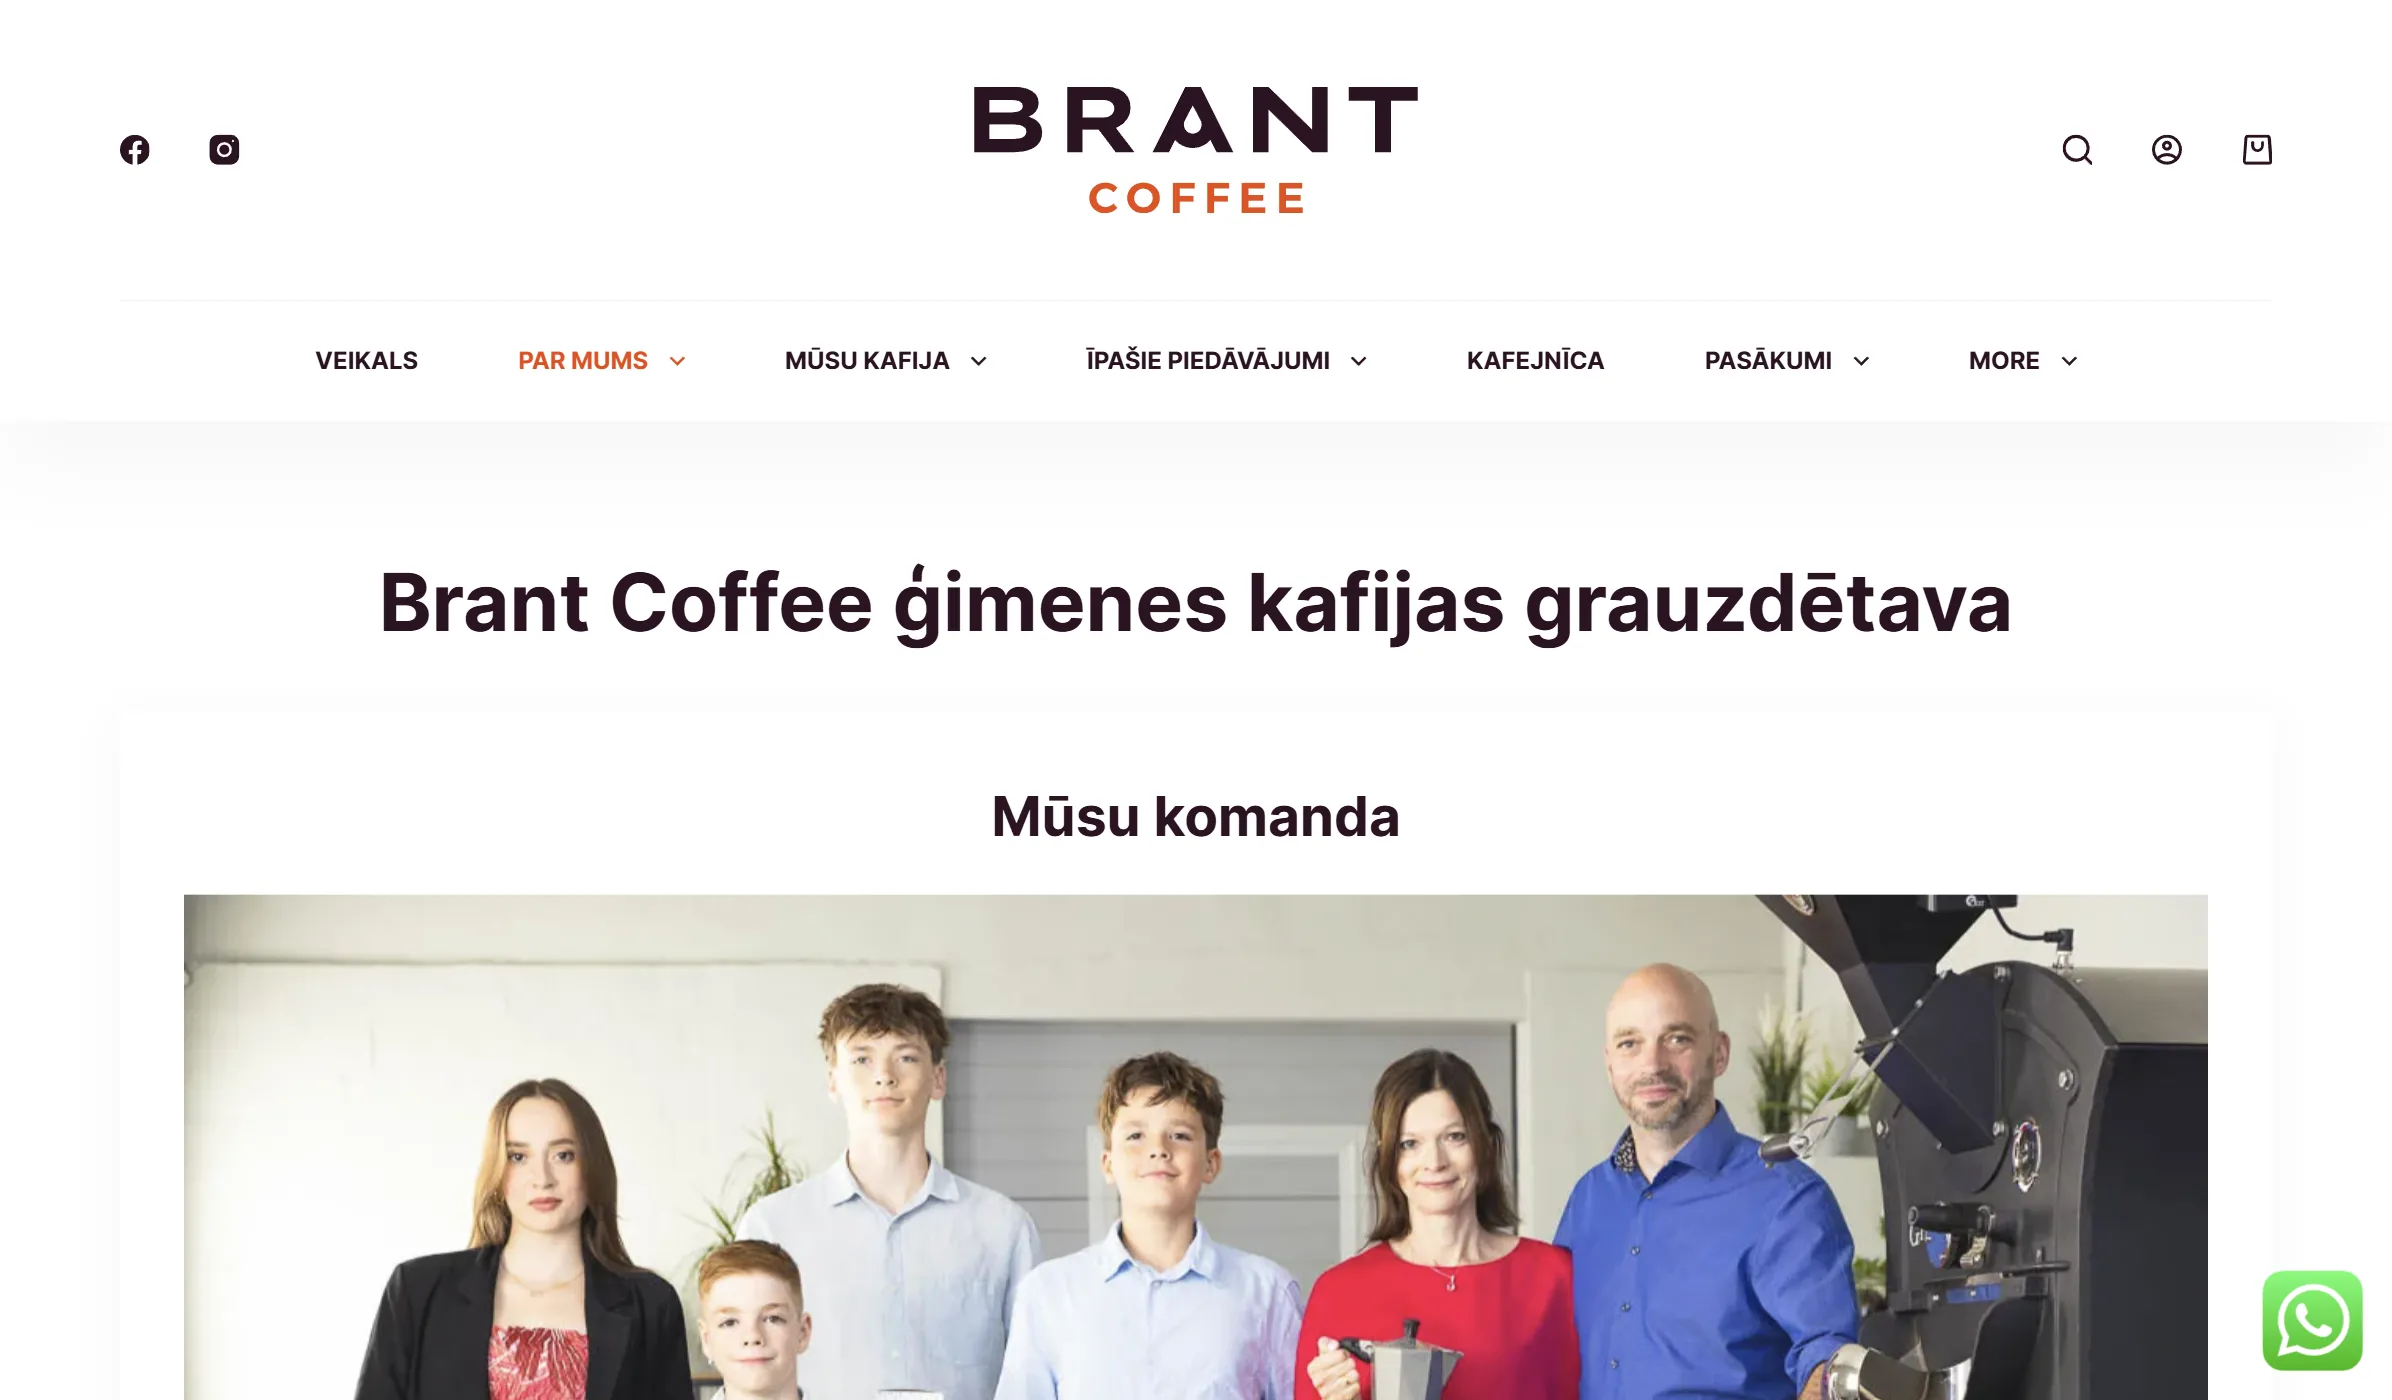 BRANT
COFFEE
VEIKALS PAR MUMS MŪSU KAFIJA ĪPAŠIE PIEDĀVĀJUMI KAFEJNĪCA PASĀKUMI MORE
Brant Coffee ģimenes kafijas grauzdētava
Mūsu komanda